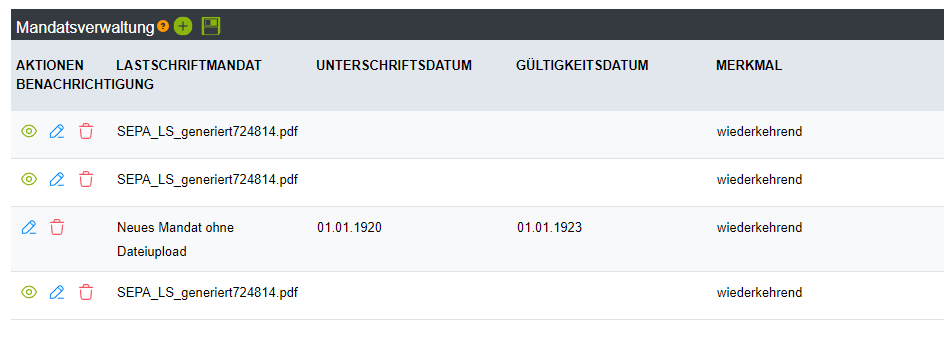 Mandatsverwaltung ?
AKTIONEN LASTSCHRIFTMANDAT UNTERSCHRIFTSDATUM GÜLTIGKEITSDATUM MERKMAL
BENACHRICHTIGUNG
SEPA_LS_generiert724814.pdf wiederkehrend
SEPA_LS_generiert724814.pdf wiederkehrend
Neues Mandat ohne 01.01.1920 01.01.1923 wiederkehrend
Dateiupload
SEPA_LS_generiert724814.pdf wiederkehrend